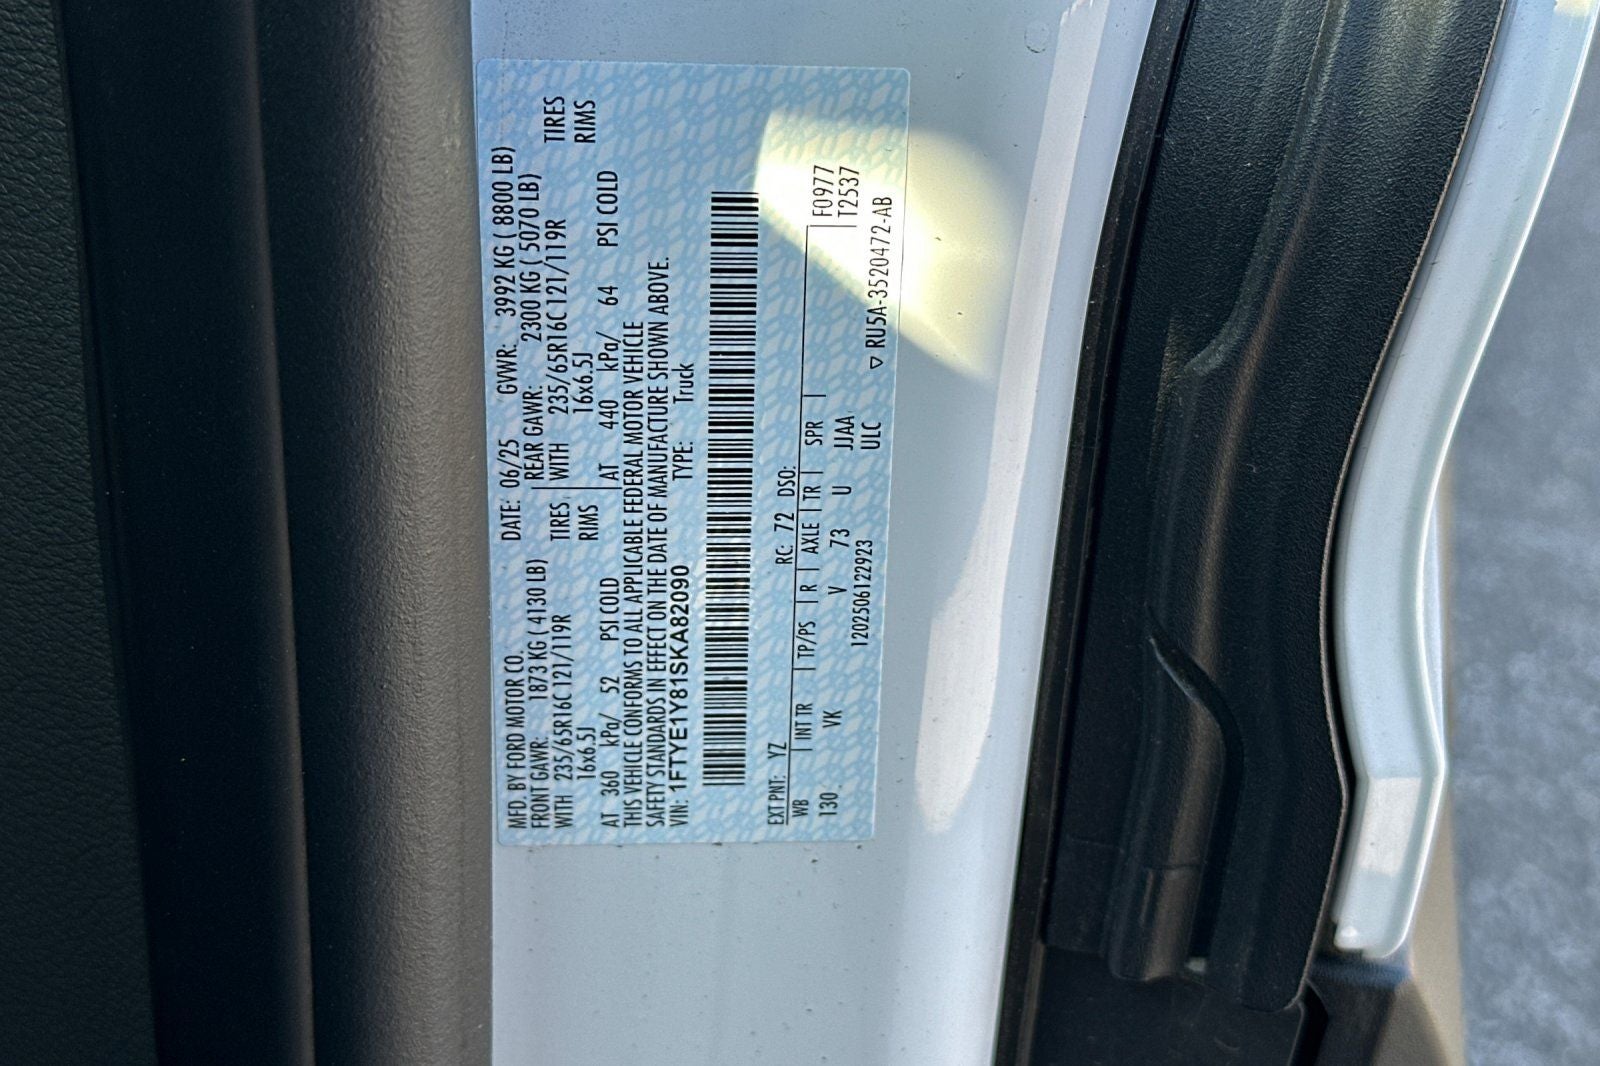 MFD. BY FORD MOTOR CO. DATE: 06/25 GVWR: 3992 KG ( 8800 LB)
FRONT GAWR: 1873 KG ( 4130 LB) REAR GAWR: 2300 KG ( 5070 LB)
WITH 235/65R16C 121/119R TIRES WITH 235/65R16C 121/119R TIRES
16x6.5J RIMS 16x6.5J RIMS
AT 360 kPa/ 52 PSI COLD AT 440 kPa/ 64 PSI COLD
THIS VEHICLE CONFORMS TO ALL APPLICABLE FEDERAL MOTOR VEHICLE
SAFETY STANDARDS IN EFFECT ON THE DATE OF MANUFACTURE SHOWN ABOVE.
VIN: 1FTYE1Y81SKA82090 TYPE: Truck
EXT PNT: YZ RC: 72 DSO:
WB INT TR TP/PS R AXLE TR SPR F0977
130 VK V 73 U JJAA T2537
1202506122923 ULC ▽ RU5A-3520472-AB